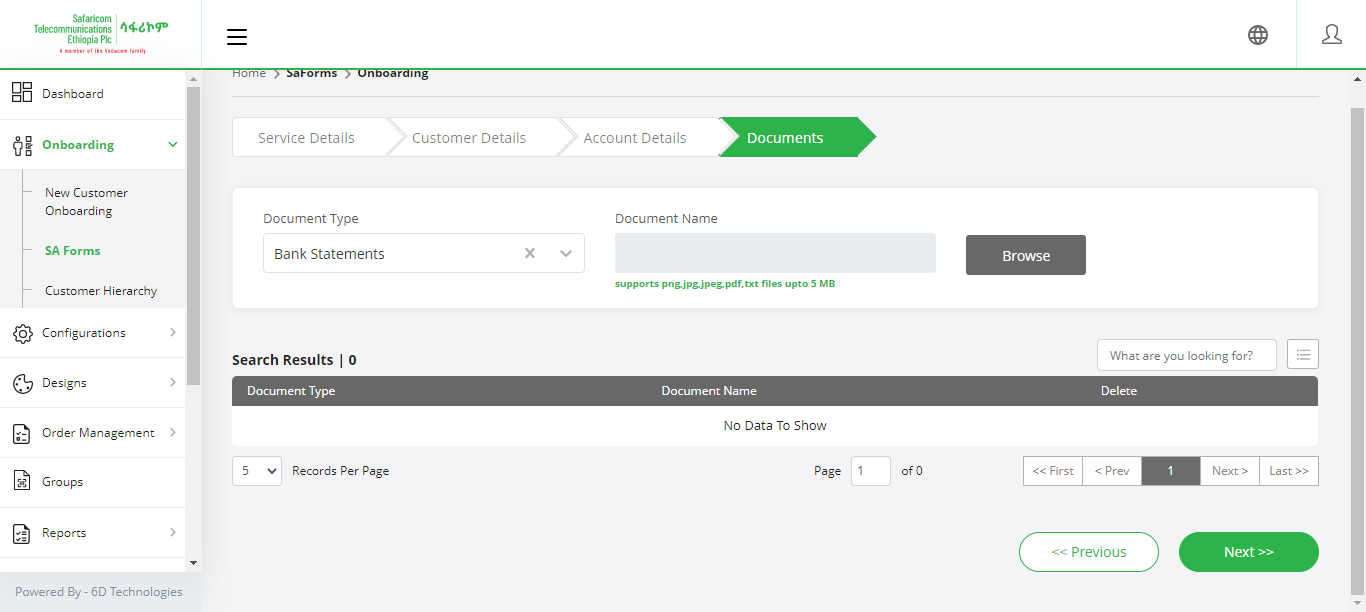 Safaricom
Telecommunications
Ethiopia Plc
ሳፋሪኮም
A member of the Vodacom family
Home > SaForms > Onboarding
Dashboard
Onboarding
New Customer
Onboarding
SA Forms
Customer Hierarchy
Configurations
Designs
Order Management
Groups
Reports
Powered By - 6D Technologies
Service Details
Customer Details
Account Details
Documents
Document Type
Document Name
Bank Statements
Browse
supports png,jpg,jpeg,pdf,txt files upto 5 MB
Search Results | 0
What are you looking for?
Document Type Document Name Delete
No Data To Show
5 Records Per Page
Page 1 of 0
<< First < Prev 1 Next > Last >>
<< Previous
Next >>